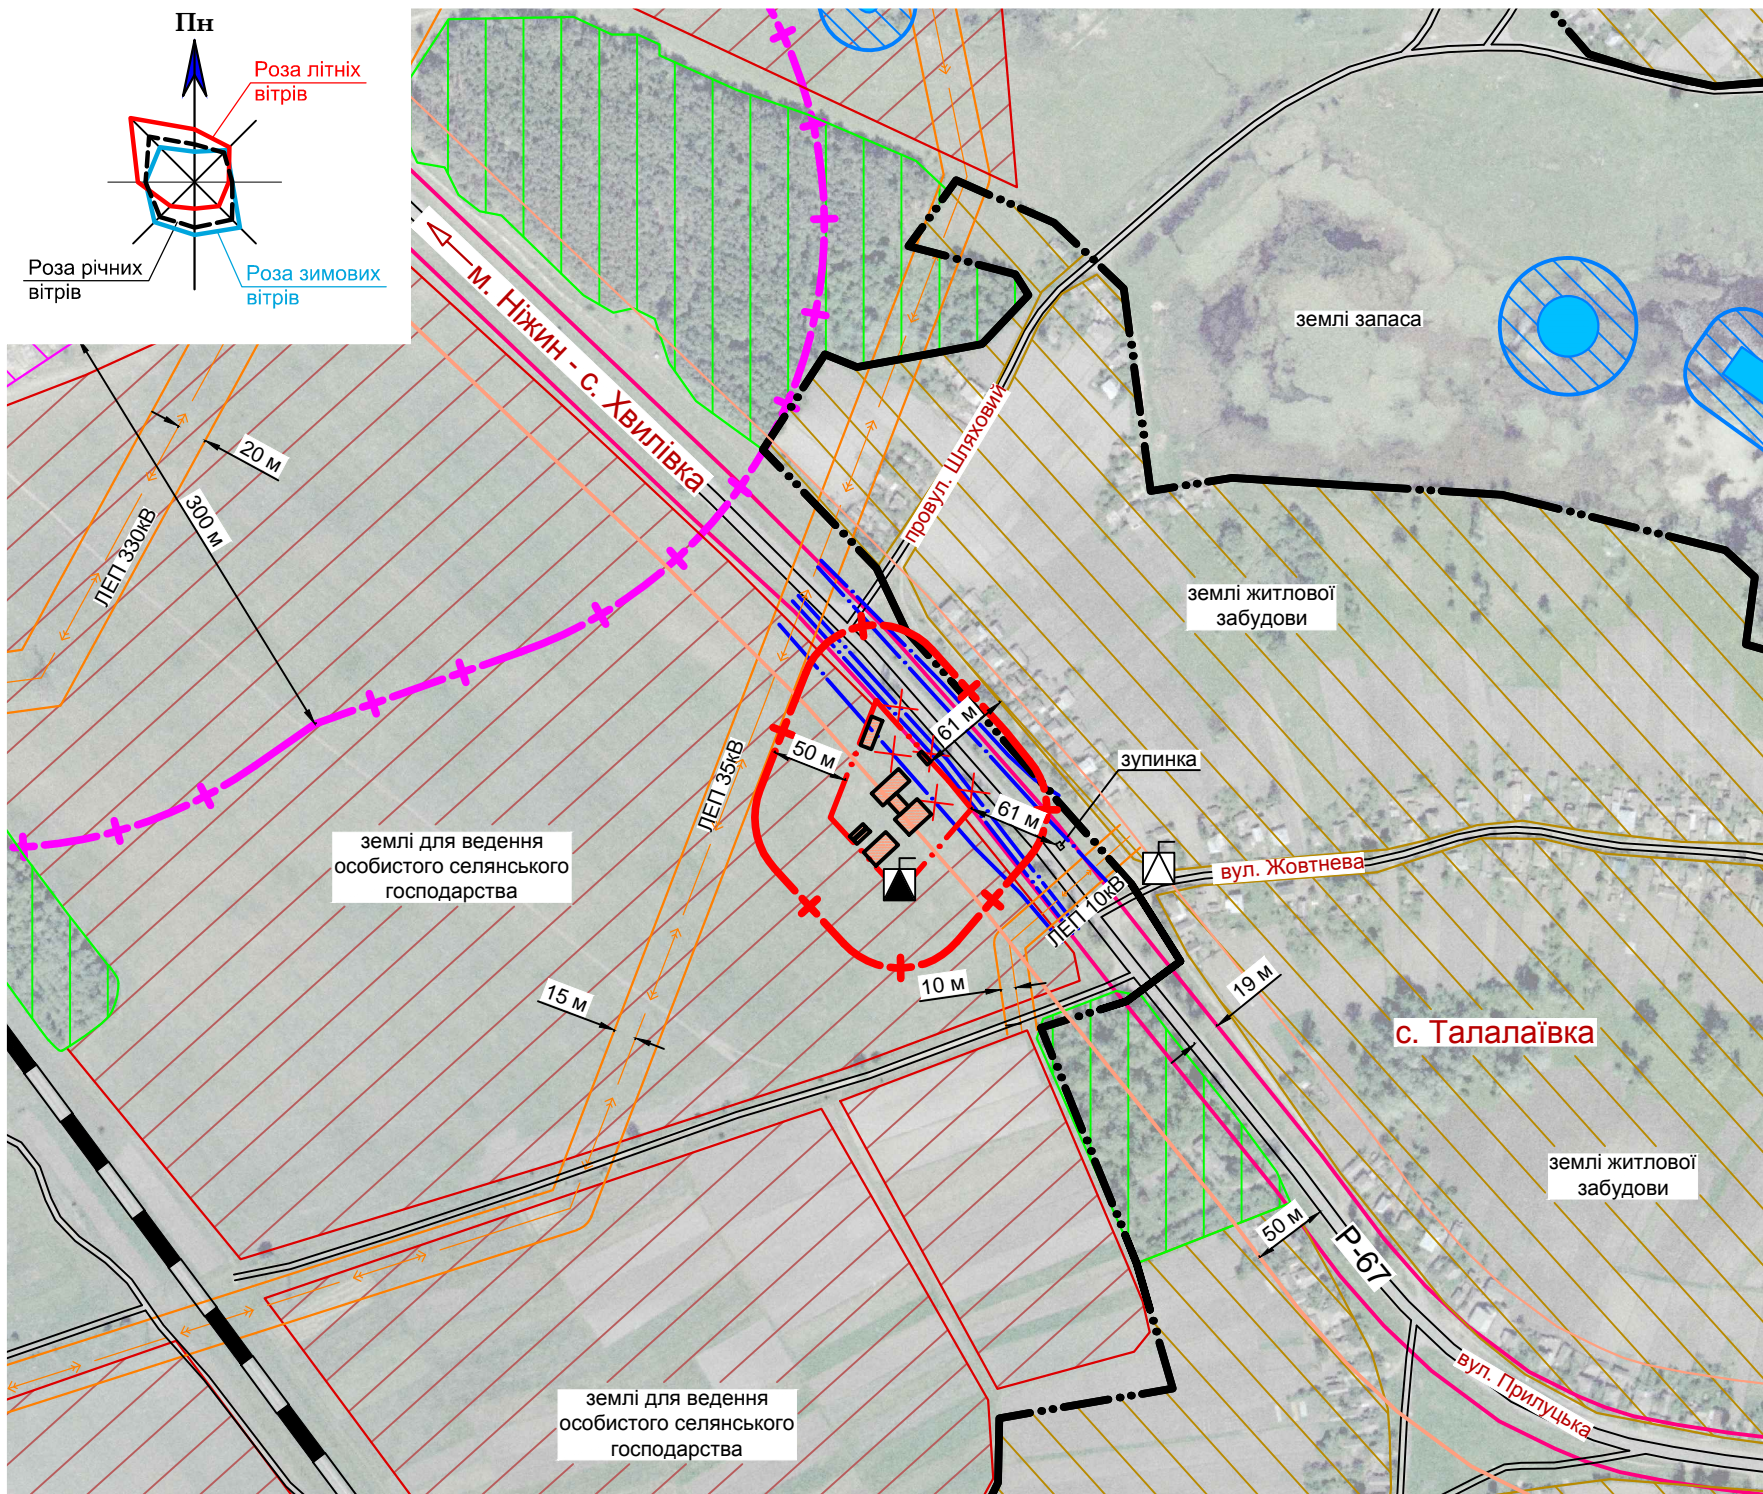 Пн
Роза літніх
вітрів
Роза річних
вітрів
Роза зимових
вітрів
м. Ніжин - с. Хвилівка
землі запаса
20 м
300 м
ЛЕП 330кВ
провул. Шляховий
землі житлової
забудови
61 м
50 м
ЛЕП 35кВ
зупинка
61 м
землі для ведення
особистого селянського
господарства
вул. Жовтнева
ЛЕП 10кВ
10 м
15 м
19 м
с. Талалаївка
землі житлової
забудови
50 м
Р-67
вул. Прилуцька
землі для ведення
особистого селянського
господарства